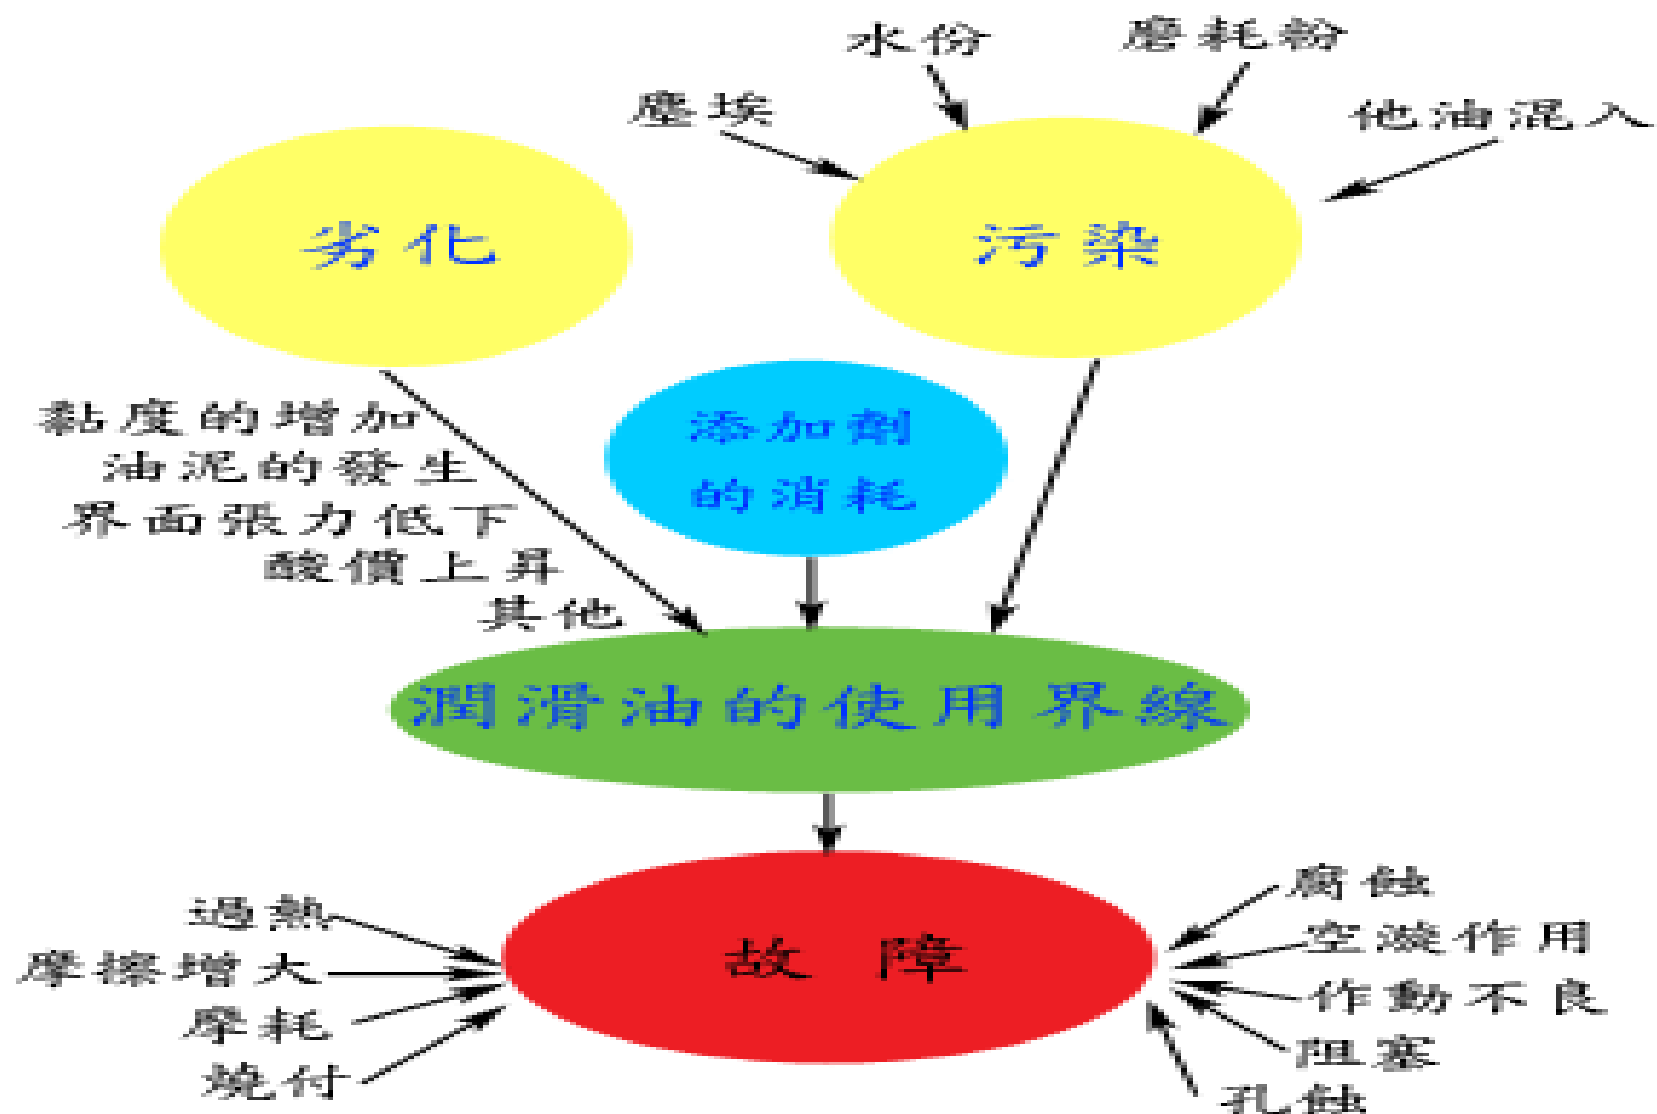 水份
磨耗粉
塵埃
他油混入
劣化
污染
黏度的增加
油泥的發生
界面張力低下
酸價上昇
其他
添加劑
的消耗
潤滑油的使用界線
故障
過熱
摩擦增大
摩耗
燒付
腐蝕
空漩作用
作動不良
阻塞
孔蝕